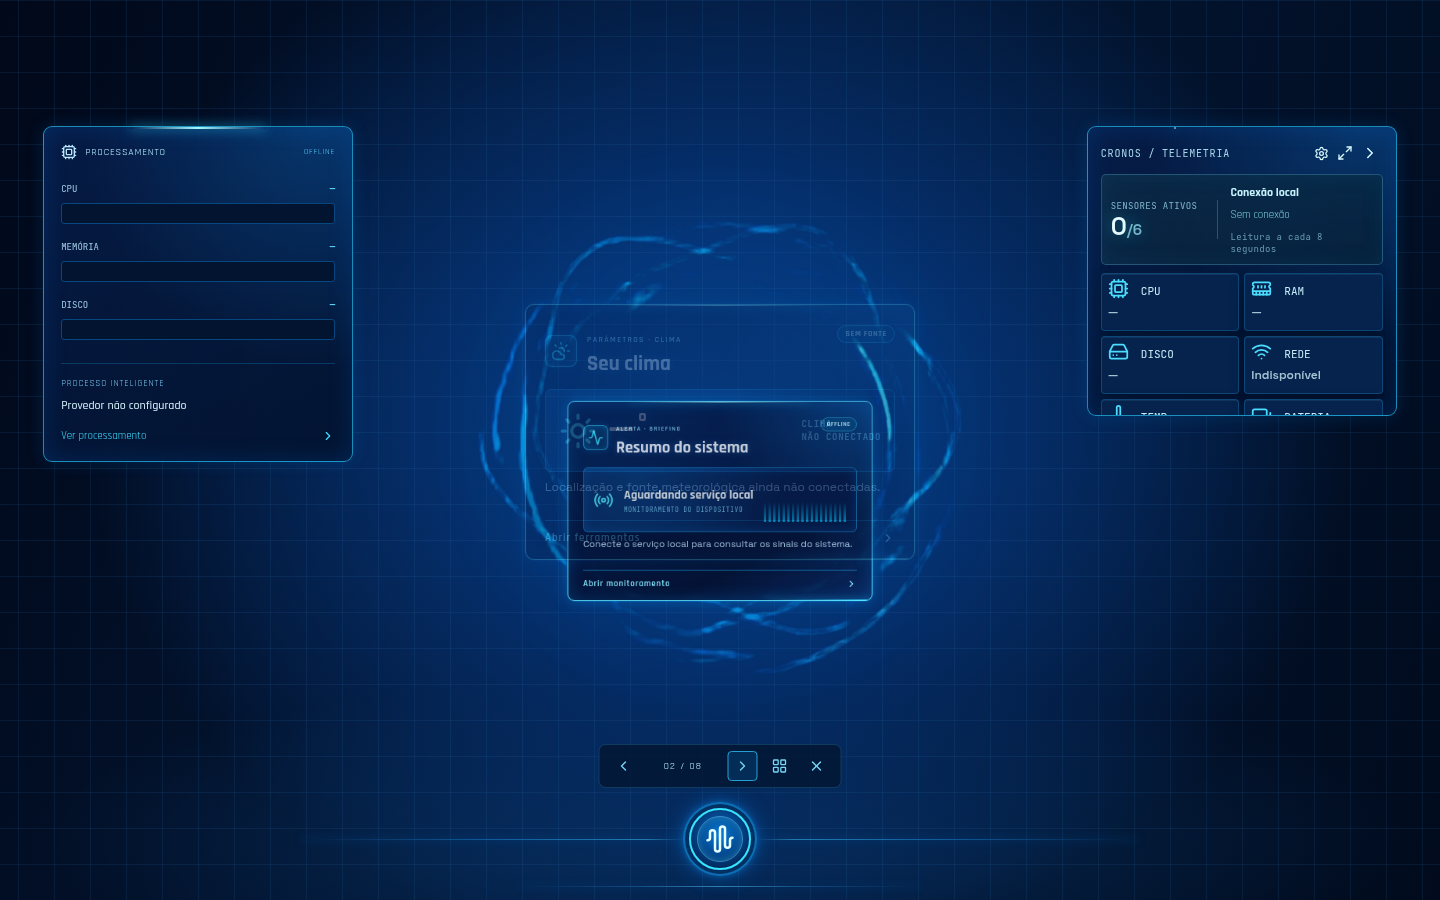 PROCESSAMENTO
OFFLINE
CPU
—
MEMÓRIA
—
DISCO
—
PROCESSO INTELIGENTE
Provedor não configurado
Ver processamento
PARÂMETROS · CLIMA
SEM FONTE
Seu clima
NÃO CONECTADO
Localização e fonte meteorológica ainda não conectadas.
Abrir ferramentas
ALERTA · BRIEFING
OFFLINE
Resumo do sistema
Aguardando serviço local
MONITORAMENTO DO DISPOSITIVO
Conecte o serviço local para consultar os sinais do sistema.
Abrir monitoramento
02 / 08
CRONOS / TELEMETRIA
SENSORES ATIVOS
0/6
Conexão local
Sem conexão
Leitura a cada 8
segundos
CPU
—
RAM
—
DISCO
—
REDE
Indisponível
TEMP
BATERIA